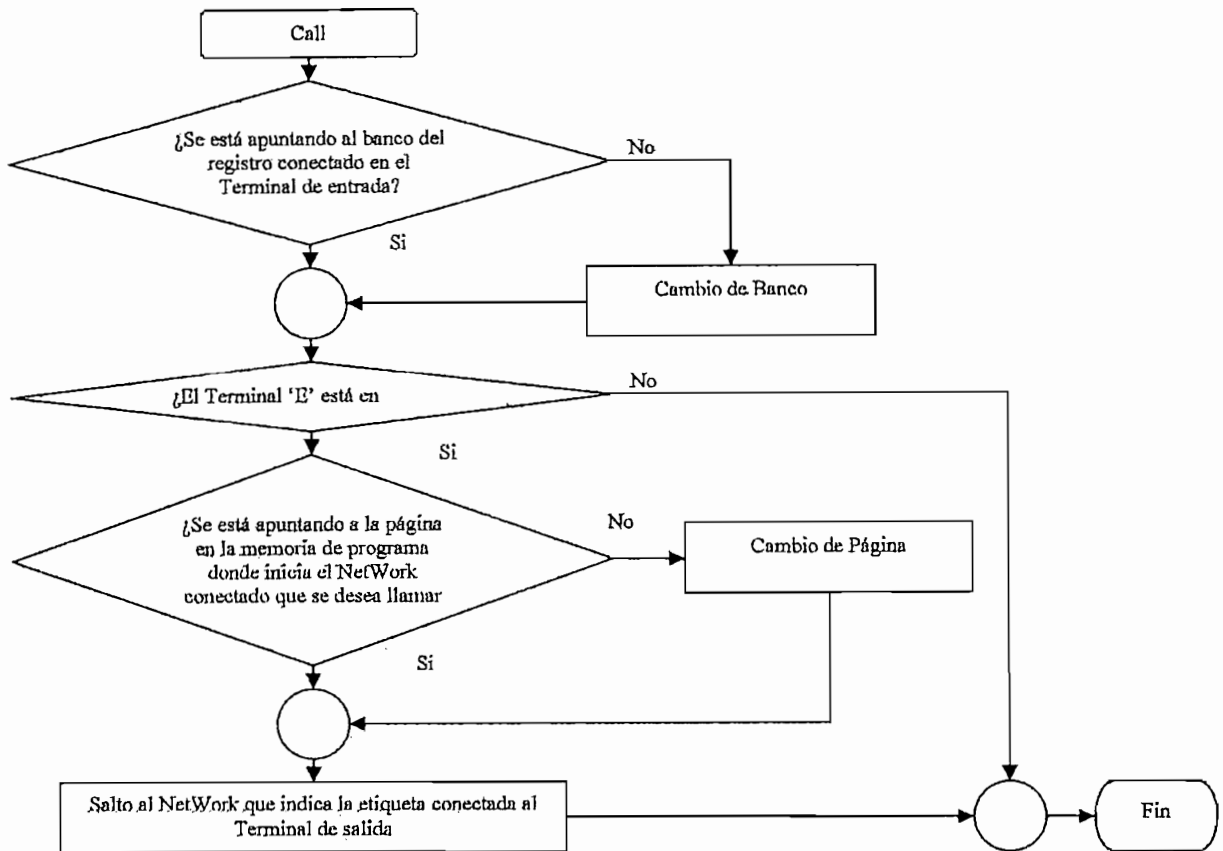 Call
¿Se está apuntando al banco del
registro conectado en el
Terminal de entrada?
No
Si
Cambio de Banco
¿El Terminal ‘E’ está en
No
Si
¿Se está apuntando a la página
en la memoria de programa
donde inicia el NetWork
conectado que se desea llamar
No
Cambio de Página
Si
Salto al NetWork que indica la etiqueta conectada al
Terminal de salida
Fin